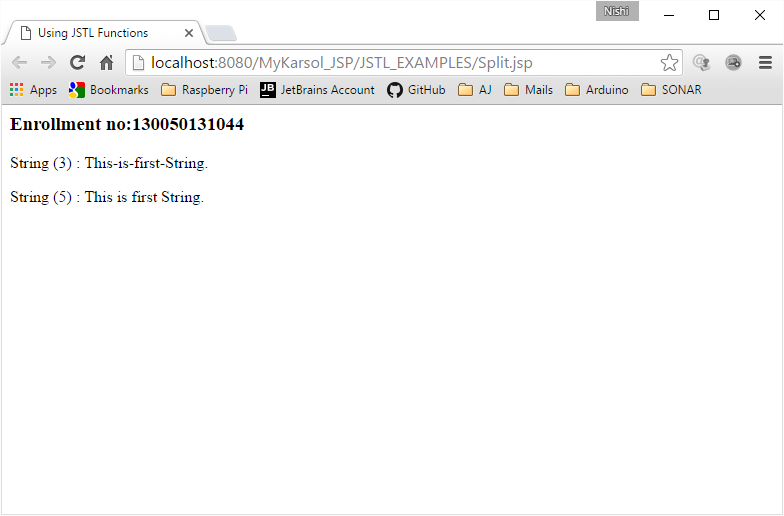 Nishi
Using JSTL Functions
localhost:8080/MyKarsol_JSP/JSTL_EXAMPLES/Split.jsp
Apps Bookmarks Raspberry Pi JB JetBrains Account GitHub AJ Mails Arduino SONAR
Enrollment no:130050131044
String (3) : This-is-first-String.
String (5) : This is first String.